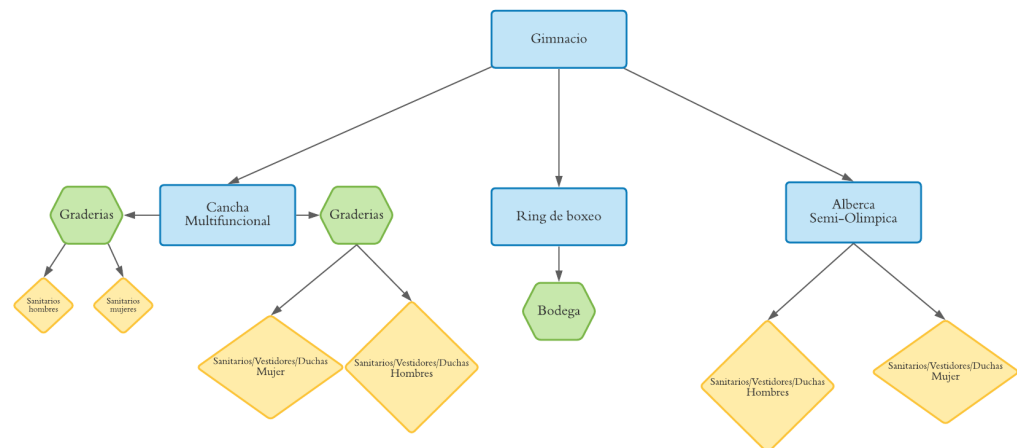 Gimnacio
Graderias
Cancha
Multifuncional
Graderias
Ring de boxeo
Alberca
Semi-Olimpica
Sanitarios
hombres
Sanitarios
mujeres
Bodega
Sanitarios/Vestidores/Duchas
Mujer
Sanitarios/Vestidores/Duchas
Hombres
Sanitarios/Vestidores/Duchas
Hombres
Sanitarios/Vestidores/Duchas
Mujer